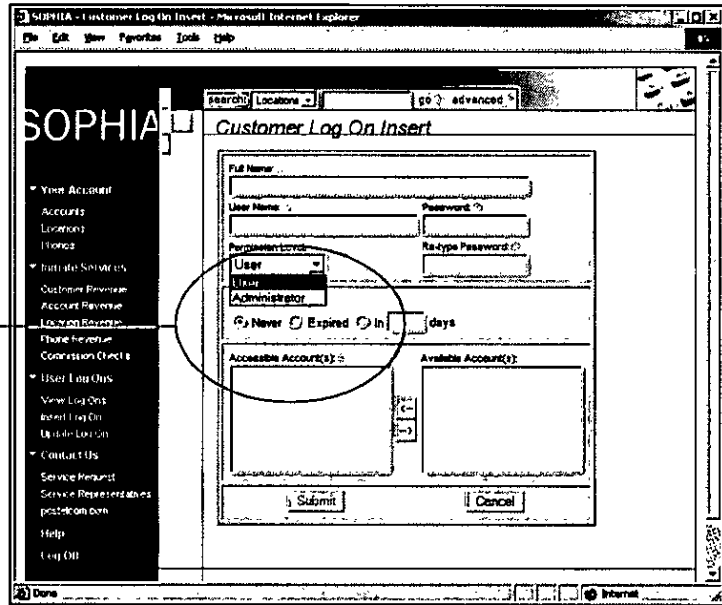 SOPHIA - Customer Log On Insert - Microsoft Internet Explorer
File Edit View Favorites Tools Help
search: Locations go advanced
SOPHIA
Customer Log On Insert
Full Name:
User Name: Password:
Permission Level: Re-type Password:
User
User
Administrator
Never Expired In days
Accessible Account(s): Available Account(s):
<-
->
Submit Cancel
Your Account
Accounts
Locations
Phones
Inmate Services
Customer Revenue
Account Revenue
Location Revenue
Phone Revenue
Commission Checks
User Log Ons
View Log Ons
Insert Log On
Update Log On
Contact Us
Service Request
Service Representatives
Help
Log Off
Done Internet